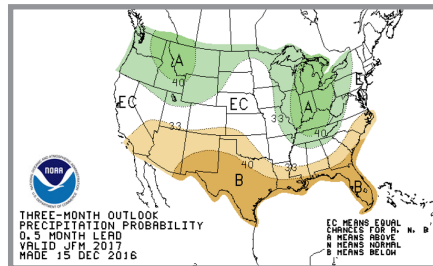 A
40
EC
EC
EC
A
40
33
33
33
40
B
B
NOAA
THREE-MONTH OUTLOOK
PRECIPITATION PROBABILITY
0.5 MONTH LEAD
VALID JFM 2017
MADE 15 DEC 2016
EC MEANS EQUAL
CHANCES FOR A, N, B
A MEANS ABOVE
N MEANS NORMAL
B MEANS BELOW